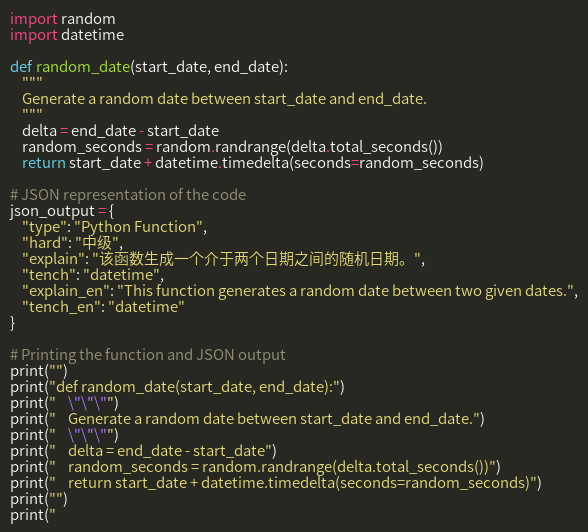 import random
import datetime

def random_date(start_date, end_date):
    """
    Generate a random date between start_date and end_date.
    """
    delta = end_date - start_date
    random_seconds = random.randrange(delta.total_seconds())
    return start_date + datetime.timedelta(seconds=random_seconds)

# JSON representation of the code
json_output = {
    "type": "Python Function",
    "hard": "中级",
    "explain": "该函数生成一个介于两个日期之间的随机日期。",
    "tench": "datetime",
    "explain_en": "This function generates a random date between two given dates.",
    "tench_en": "datetime"
}

# Printing the function and JSON output
print("")
print("def random_date(start_date, end_date):")
print("    \"\"\"")
print("    Generate a random date between start_date and end_date.")
print("    \"\"\"")
print("    delta = end_date - start_date")
print("    random_seconds = random.randrange(delta.total_seconds())")
print("    return start_date + datetime.timedelta(seconds=random_seconds)")
print("")
print("